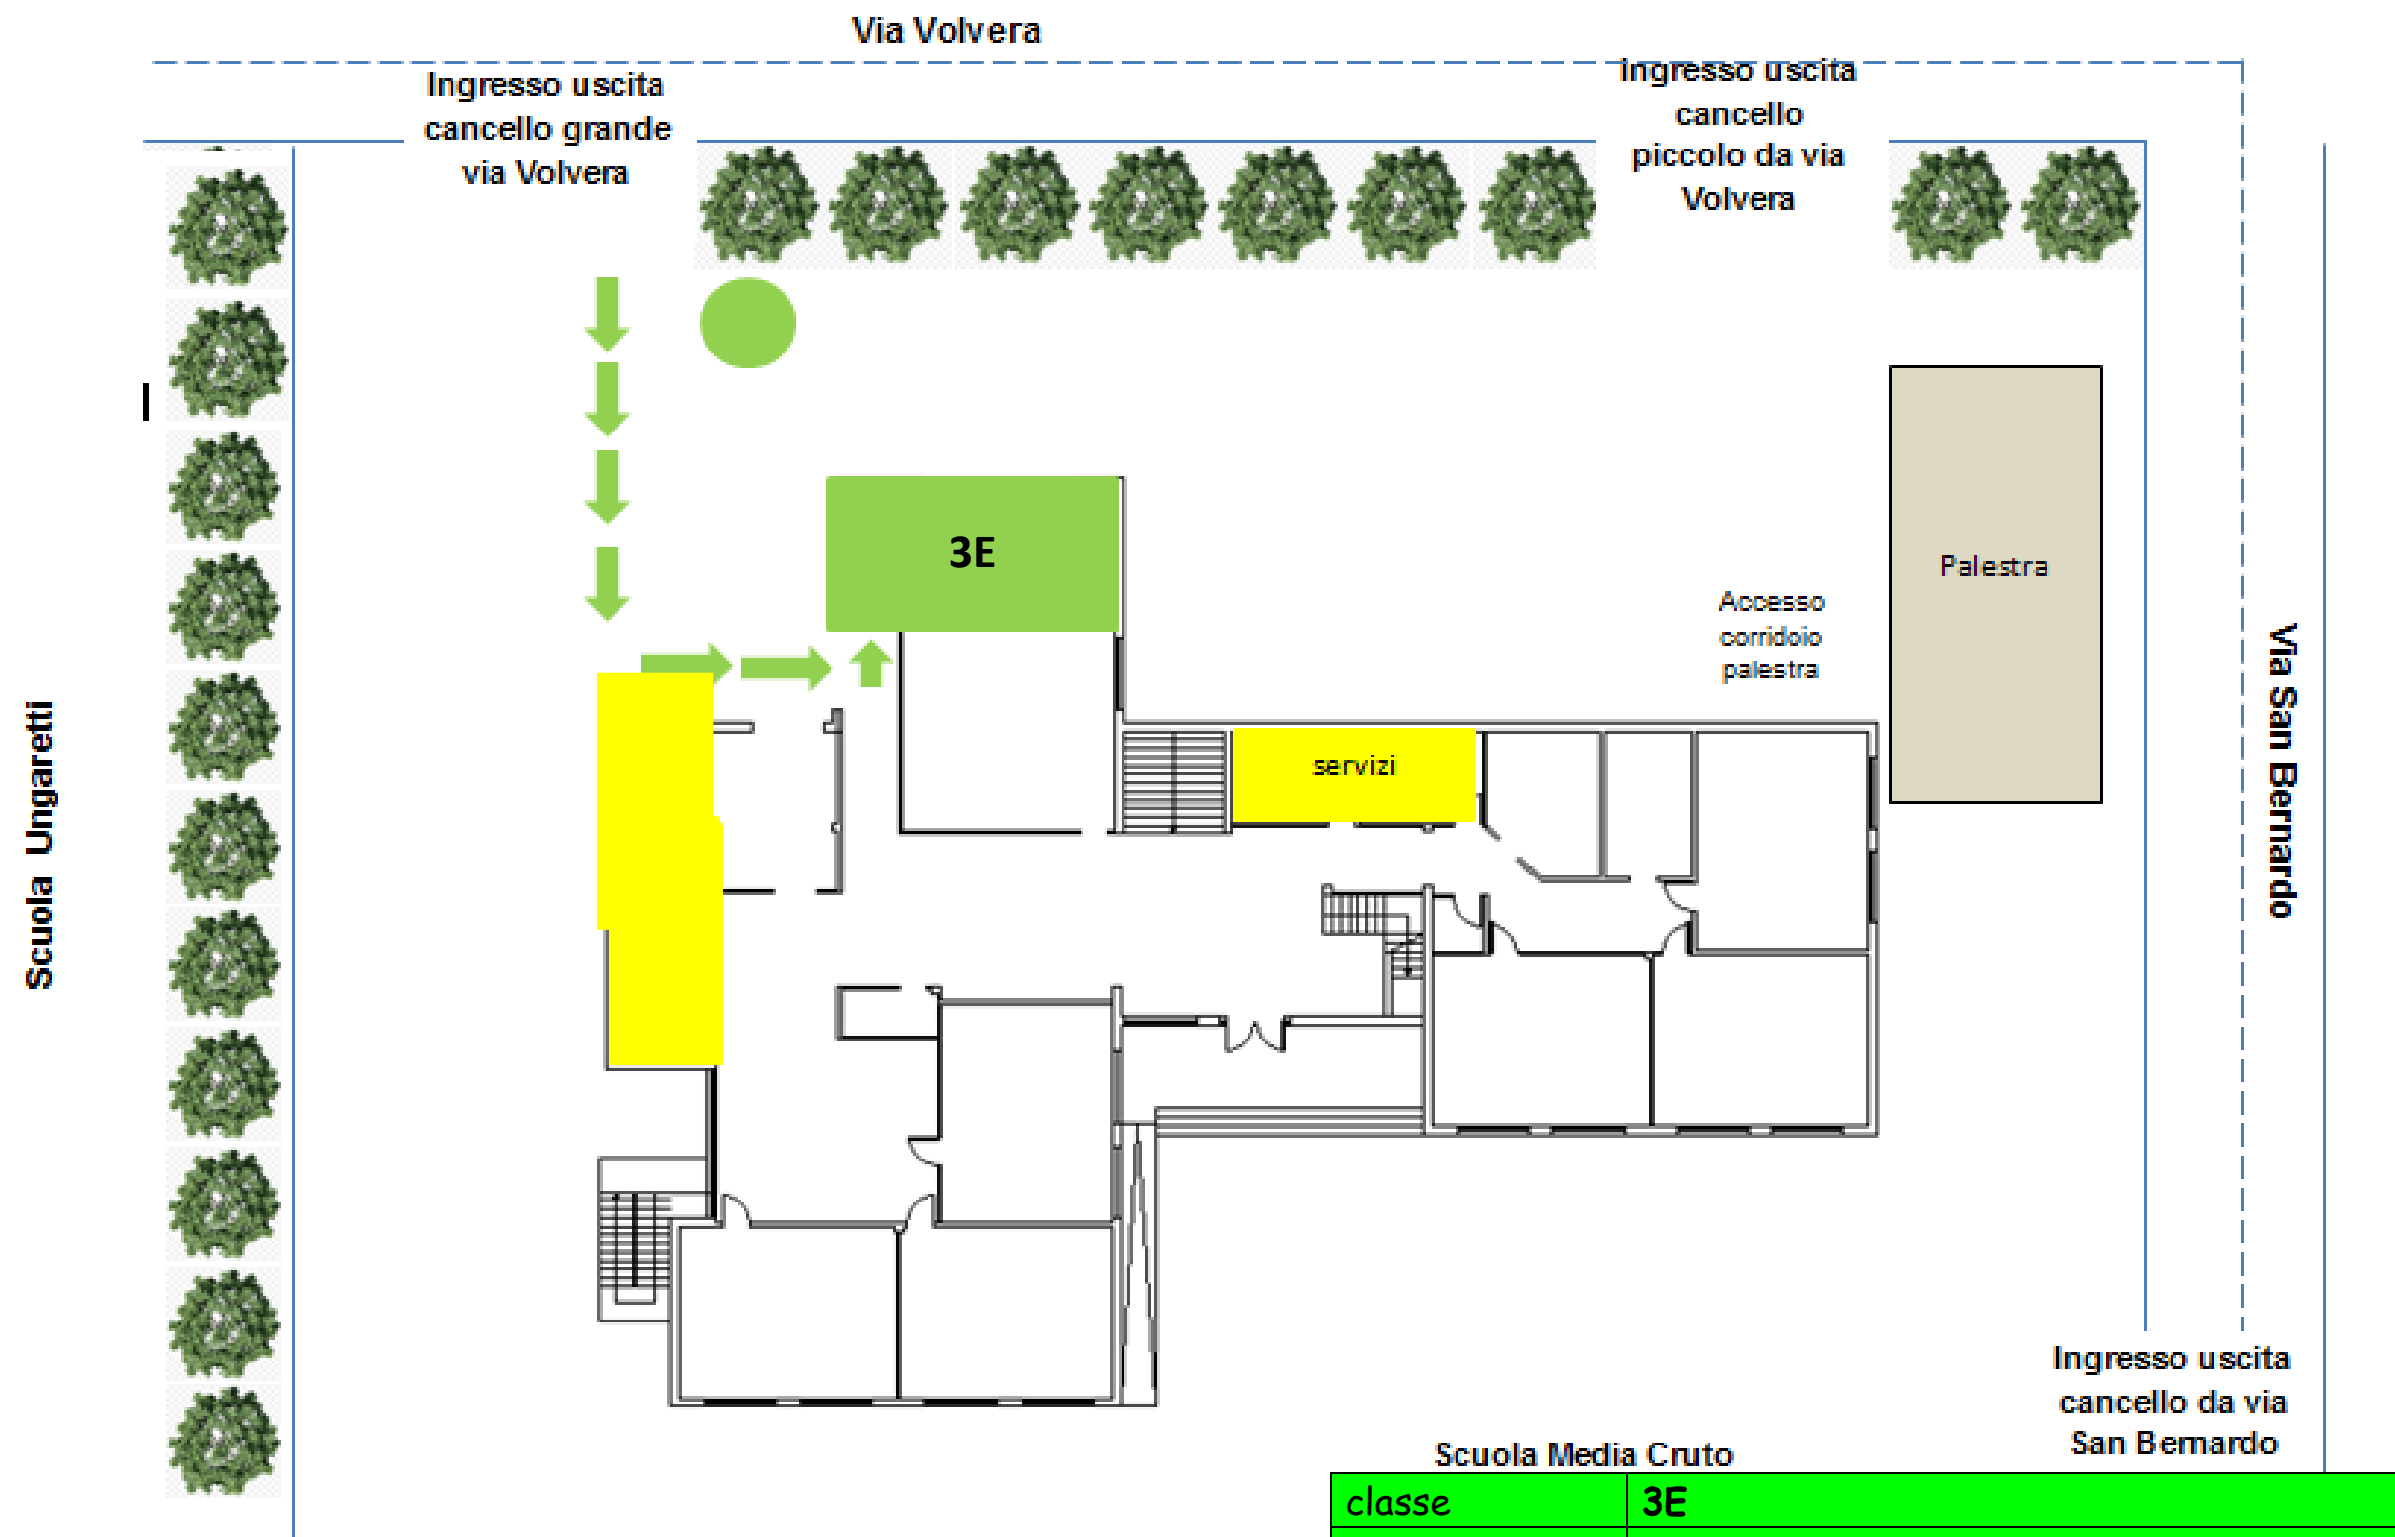 Via Volvera
Ingresso uscita
cancello grande
via Volvera
Ingresso uscita
cancello
piccolo da via
Volvera
3E
Palestra
Accesso
corridoio
palestra
servizi
Scuola Ungaretti
Via San Bernardo
Ingresso uscita
cancello da via
San Bernardo
Scuola Media Cruto
classe 3E